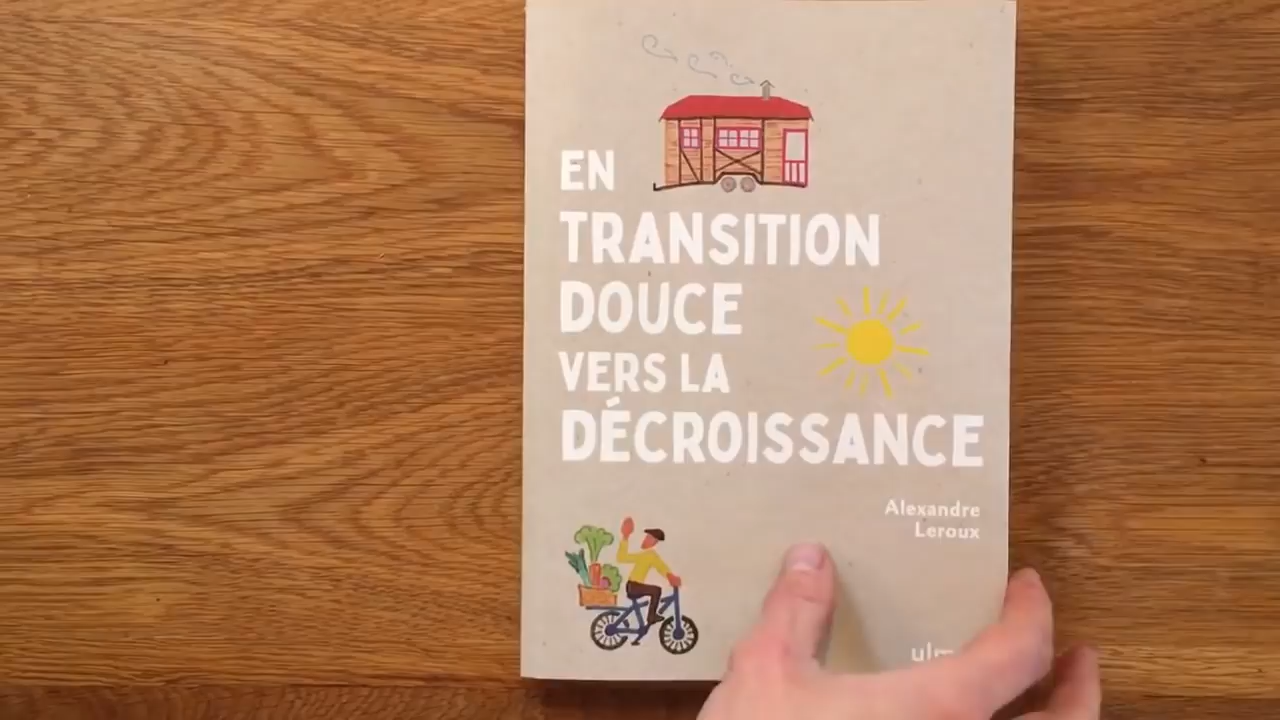 EN
TRANSITION
DOUCE
VERS LA
DÉCROISSANCE
Alexandre
Leroux